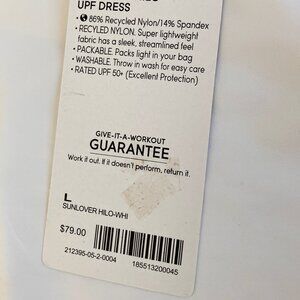 UPF DRESS
• 86% Recycled Nylon/14% Spandex
• RECYLED NYLON. Super lightweight
fabric has a sleek, streamlined feel
• PACKABLE. Packs light in your bag
• WASHABLE. Throw in wash for easy care
• RATED UPF 50+ (Excellent Protection)
GIVE-IT-A-WORKOUT
GUARANTEE
Work it out. If it doesn't perform, return it.
L
SUNLOVER HILO-WHI
$79.00
212395-05-2-0004
185513200045